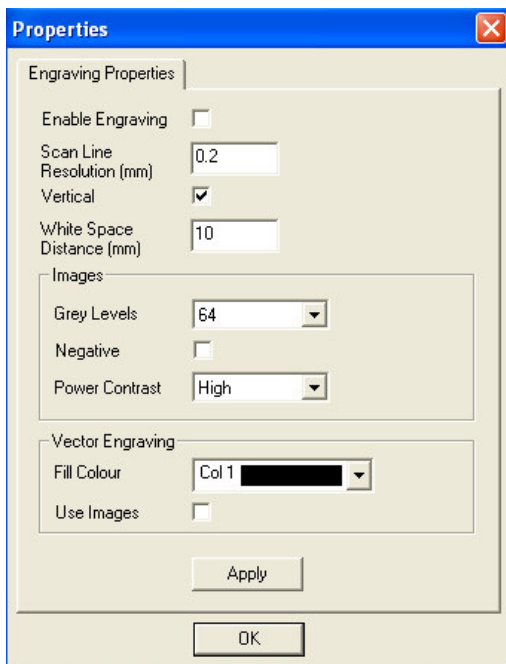 Properties
Engraving Properties
Enable Engraving
Scan Line
Resolution (mm)
0.2
Vertical
White Space
Distance (mm)
10
Images
Grey Levels
64
Negative
Power Contrast
High
Vector Engraving
Fill Colour
Col 1
Use Images
Apply
OK